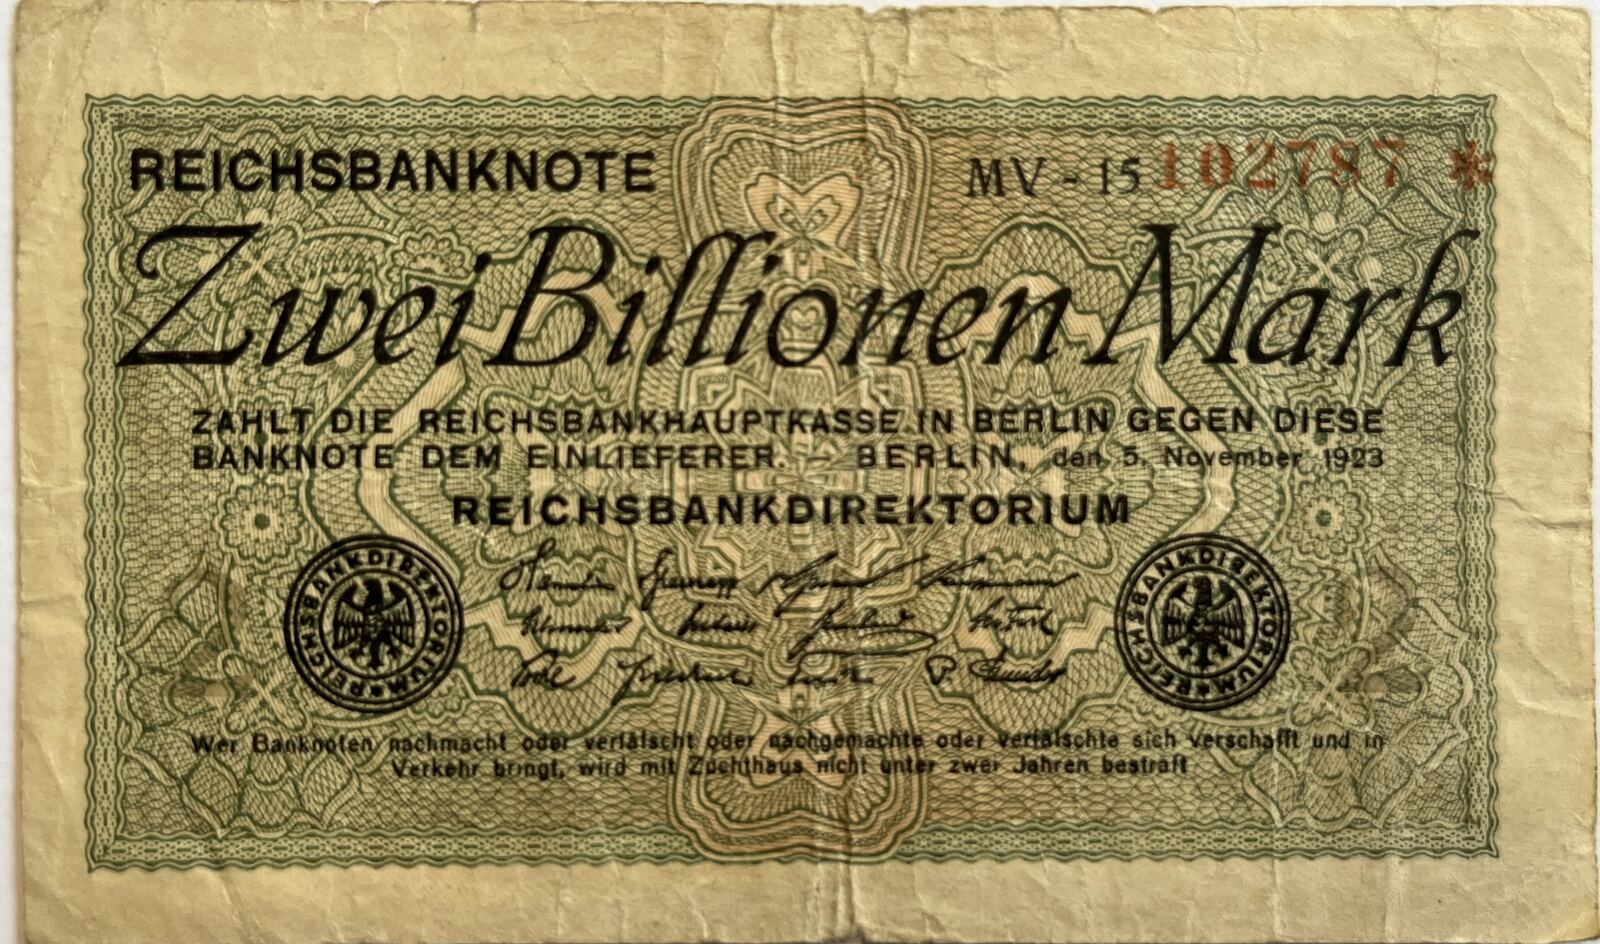 REICHSBANKNOTE
MV - 15 102787 *
Zwei Billionen Mark
ZAHLT DIE REICHSBANKHAUPTKASSE IN BERLIN GEGEN DIESE
BANKNOTE DEM EINLIEFERER. – BERLIN, den 5. November 1923
REICHSBANKDIREKTORIUM
REICHSBANKDIREKTORIUM
REICHSBANKDIREKTORIUM
Wer Banknoten nachmacht oder verfälscht oder nachgemachte oder verfälschte sich verschafft und in
Verkehr bringt, wird mit Zuchthaus nicht unter zwei Jahren bestraft